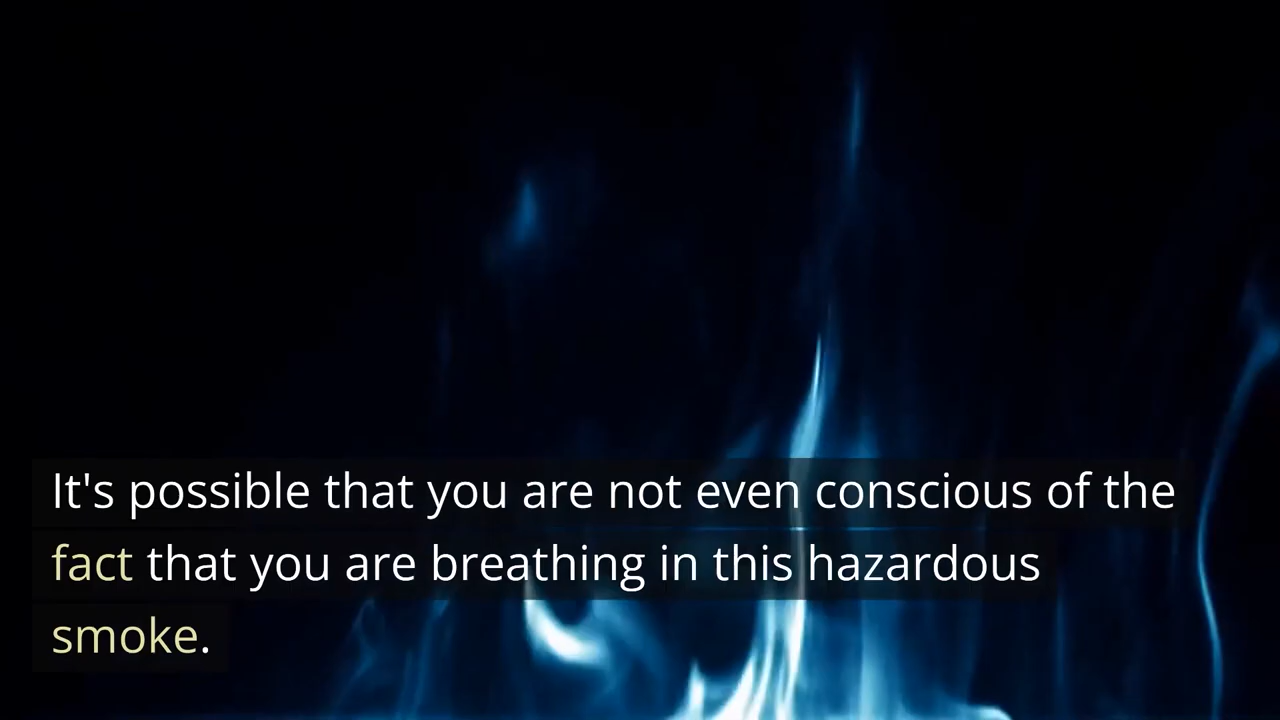 It's possible that you are not even conscious of the
fact that you are breathing in this hazardous
smoke.